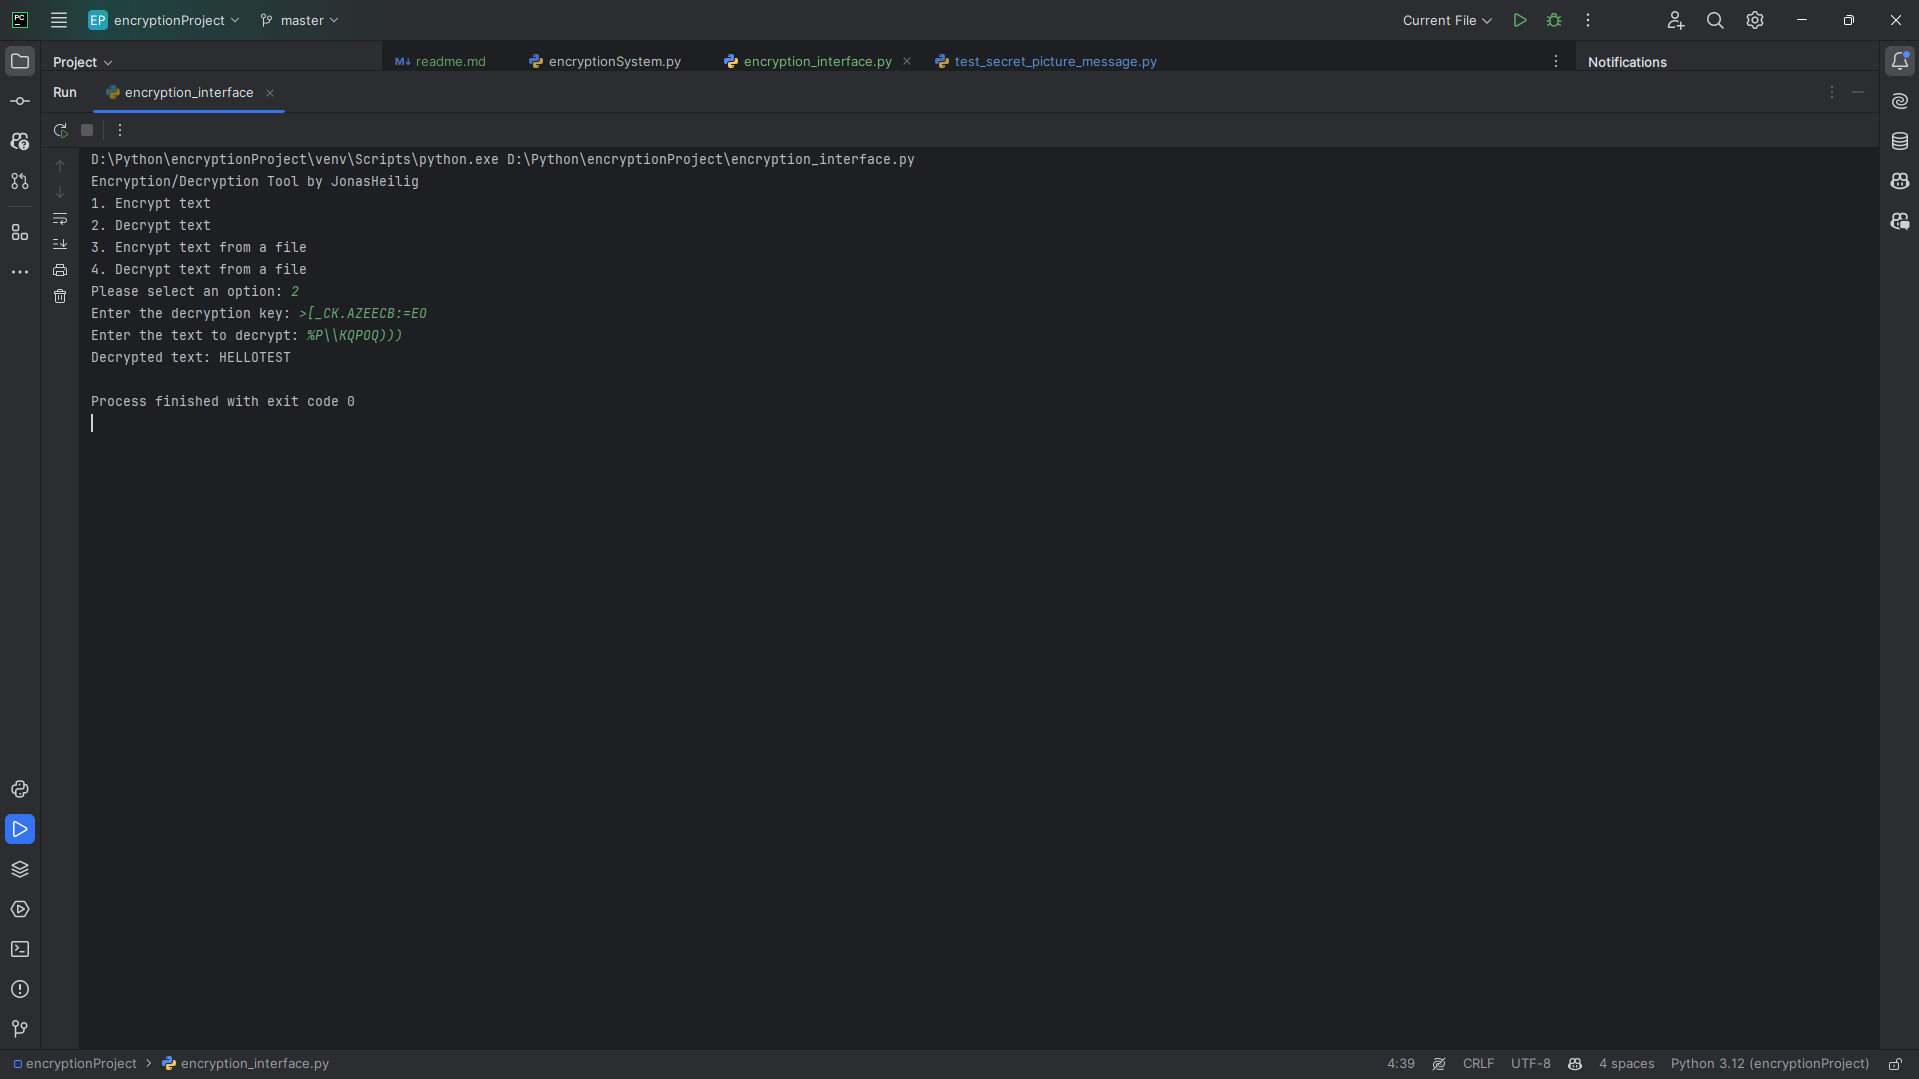 PC EP encryptionProject master Current File
Project readme.md encryptionSystem.py encryption_interface.py test_secret_picture_message.py Notifications
Run encryption_interface
D:\Python\encryptionProject\venv\Scripts\python.exe D:\Python\encryptionProject\encryption_interface.py
Encryption/Decryption Tool by JonasHeilig
1. Encrypt text
2. Decrypt text
3. Encrypt text from a file
4. Decrypt text from a file
Please select an option: 2
Enter the decryption key: >[_CK.AZEECB:=EO
Enter the text to decrypt: %P\\KQP0Q)))
Decrypted text: HELLOTEST
Process finished with exit code 0
encryptionProject > encryption_interface.py 4:39 CRLF UTF-8 4 spaces Python 3.12 (encryptionProject)